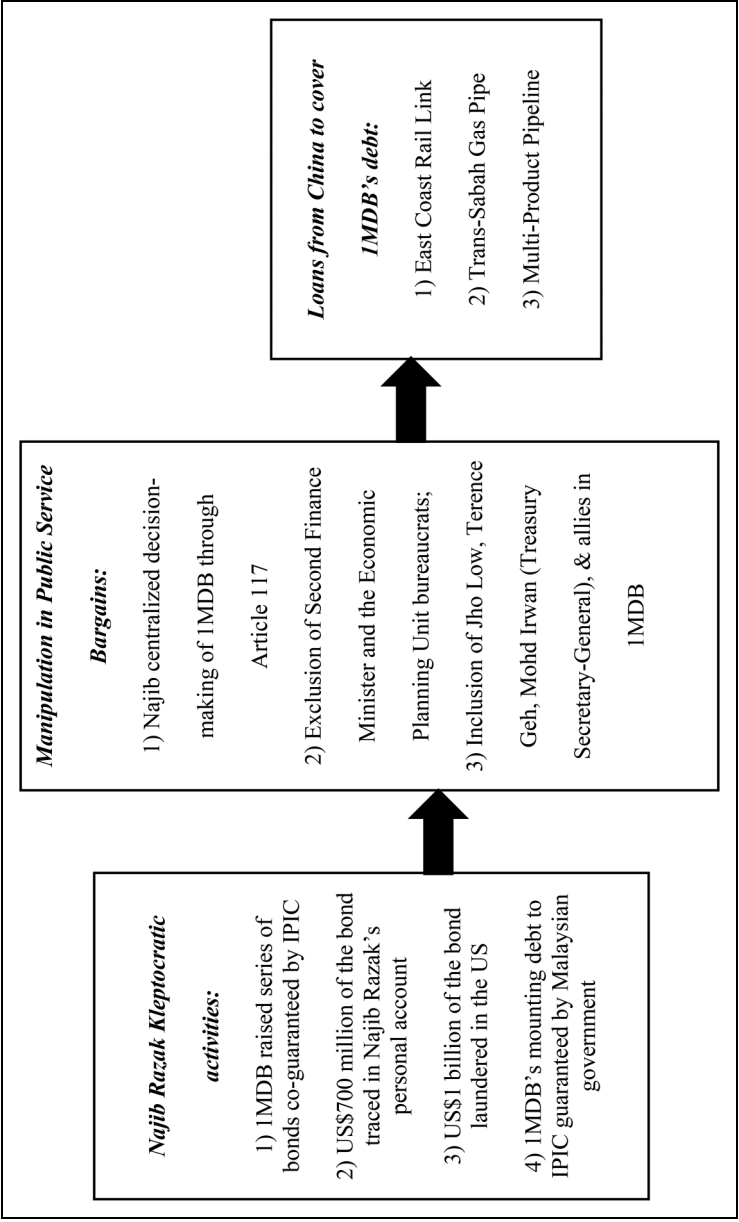 Najib Razak Kleptocratic
activities:
1) 1MDB raised series of
bonds co-guaranteed by IPIC
2) US$700 million of the bond
traced in Najib Razak's
personal account
3) US$1 billion of the bond
laundered in the US
4) 1MDB's mounting debt to
IPIC guaranteed by Malaysian
government
Manipulation in Public Service
Bargains:
1) Najib centralized decision-
making of 1MDB through
Article 117
2) Exclusion of Second Finance
Minister and the Economic
Planning Unit bureaucrats;
3) Inclusion of Jho Low, Terence
Geh, Mohd Irwan (Treasury
Secretary-General), & allies in
1MDB
Loans from China to cover
1MDB's debt:
1) East Coast Rail Link
2) Trans-Sabah Gas Pipe
3) Multi-Product Pipeline